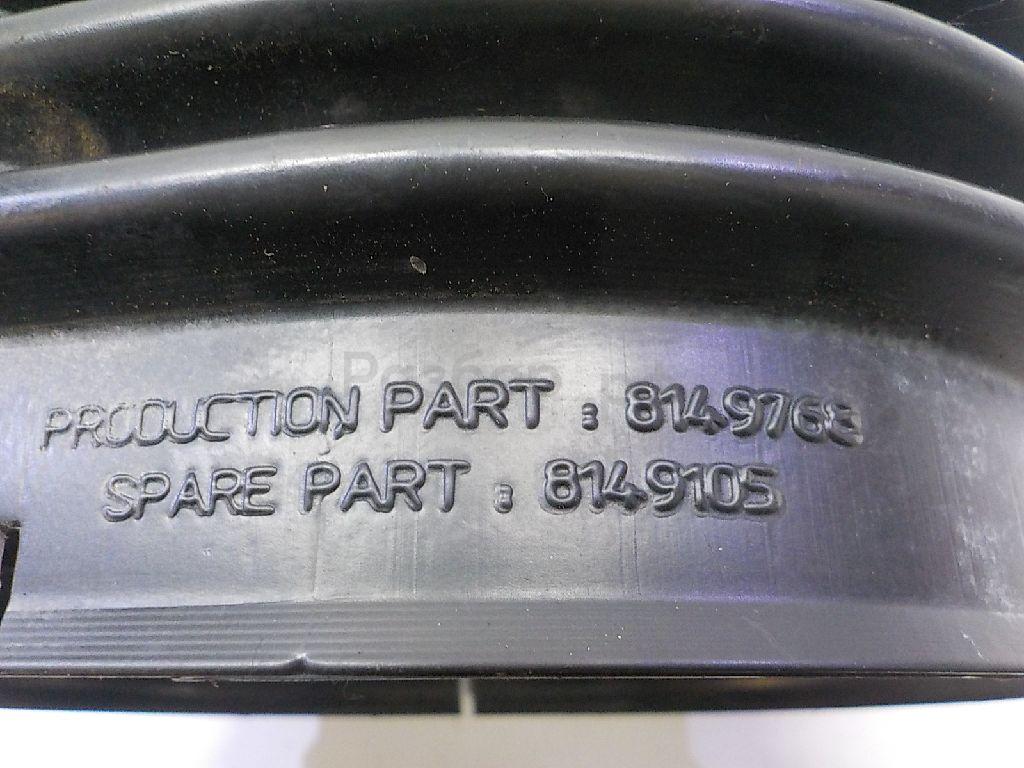 PRODUCTION PART : 8149768
SPARE PART : 8149105